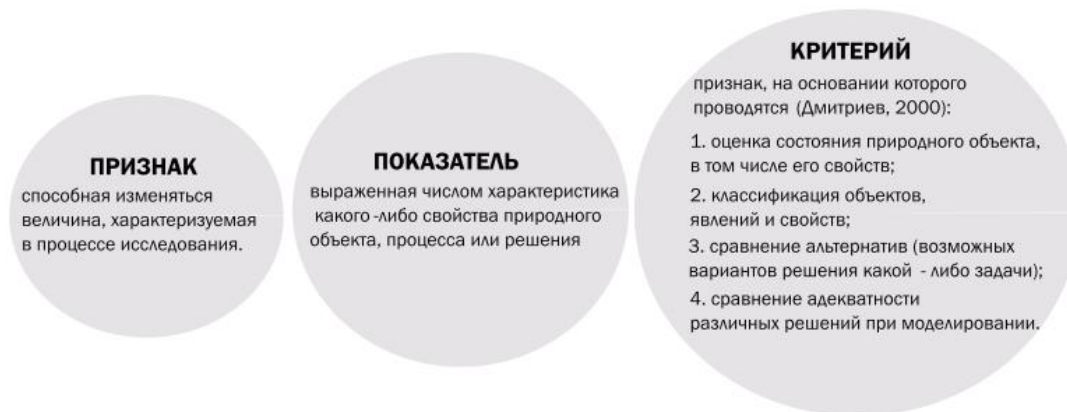 ПРИЗНАК
способная изменяться
величина, характеризуемая
в процессе исследования.
ПОКАЗАТЕЛЬ
выраженная числом характеристика
какого -либо свойства природного
объекта, процесса или решения
КРИТЕРИЙ
признак, на основании которого
проводятся (Дмитриев, 2000):
1. оценка состояния природного объекта,
в том числе его свойств;
2. классификация объектов,
явлений и свойств;
3. сравнение альтернатив (возможных
вариантов решения какой - либо задачи);
4. сравнение адекватности
различных решений при моделировании.